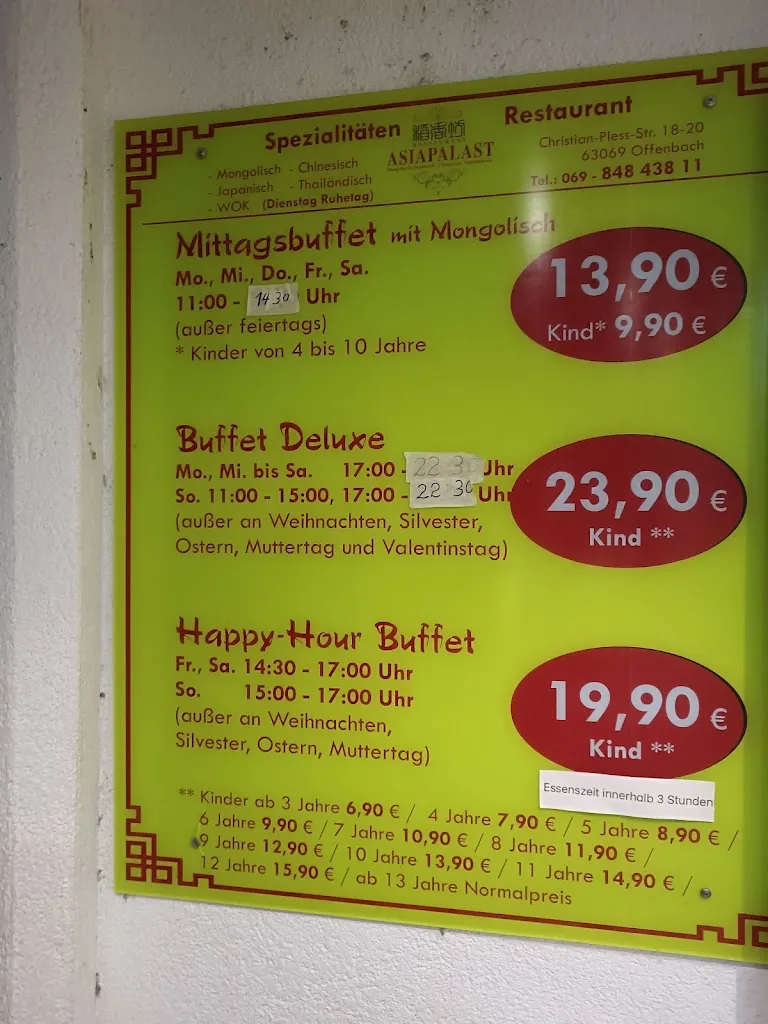 Spezialitäten
- Mongolisch - Chinesisch
- Japanisch - Thailändisch
- WOK (Dienstag Ruhetag)
ASIAPALAST
Restaurant
Christian-Pless-Str. 18-20
63069 Offenbach
Tel.: 069 - 848 438 11
Mittagsbuffet mit Mongolisch
Mo., Mi., Do., Fr., Sa.
11:00 - 14 30 Uhr
(außer feiertags)
* Kinder von 4 bis 10 Jahre
13,90 €
Kind* 9,90 €
Buffet Deluxe
Mo., Mi. bis Sa. 17:00 - 22 30 Uhr
So. 11:00 - 15:00, 17:00 - 22 30 Uhr
(außer an Weihnachten, Silvester,
Ostern, Muttertag und Valentinstag)
23,90 €
Kind **
Happy-Hour Buffet
Fr., Sa. 14:30 - 17:00 Uhr
So. 15:00 - 17:00 Uhr
(außer an Weihnachten,
Silvester, Ostern, Muttertag)
19,90 €
Kind **
Essenszeit innerhalb 3 Stunden
** Kinder ab 3 Jahre 6,90 € / 4 Jahre 7,90 € / 5 Jahre 8,90 € /
6 Jahre 9,90 € / 7 Jahre 10,90 € / 8 Jahre 11,90 € /
9 Jahre 12,90 € / 10 Jahre 13,90 € / 11 Jahre 14,90 € /
12 Jahre 15,90 € / ab 13 Jahre Normalpreis